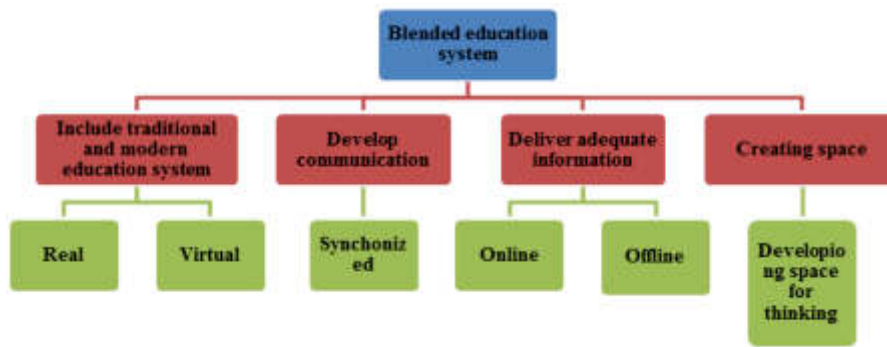 Blended education
system
Include traditional
and modern
education system
Develop
communication
Deliver adequate
information
Creating space
Real
Virtual
Synchoniz
ed
Online
Offline
Developio
ng space
for
thinking